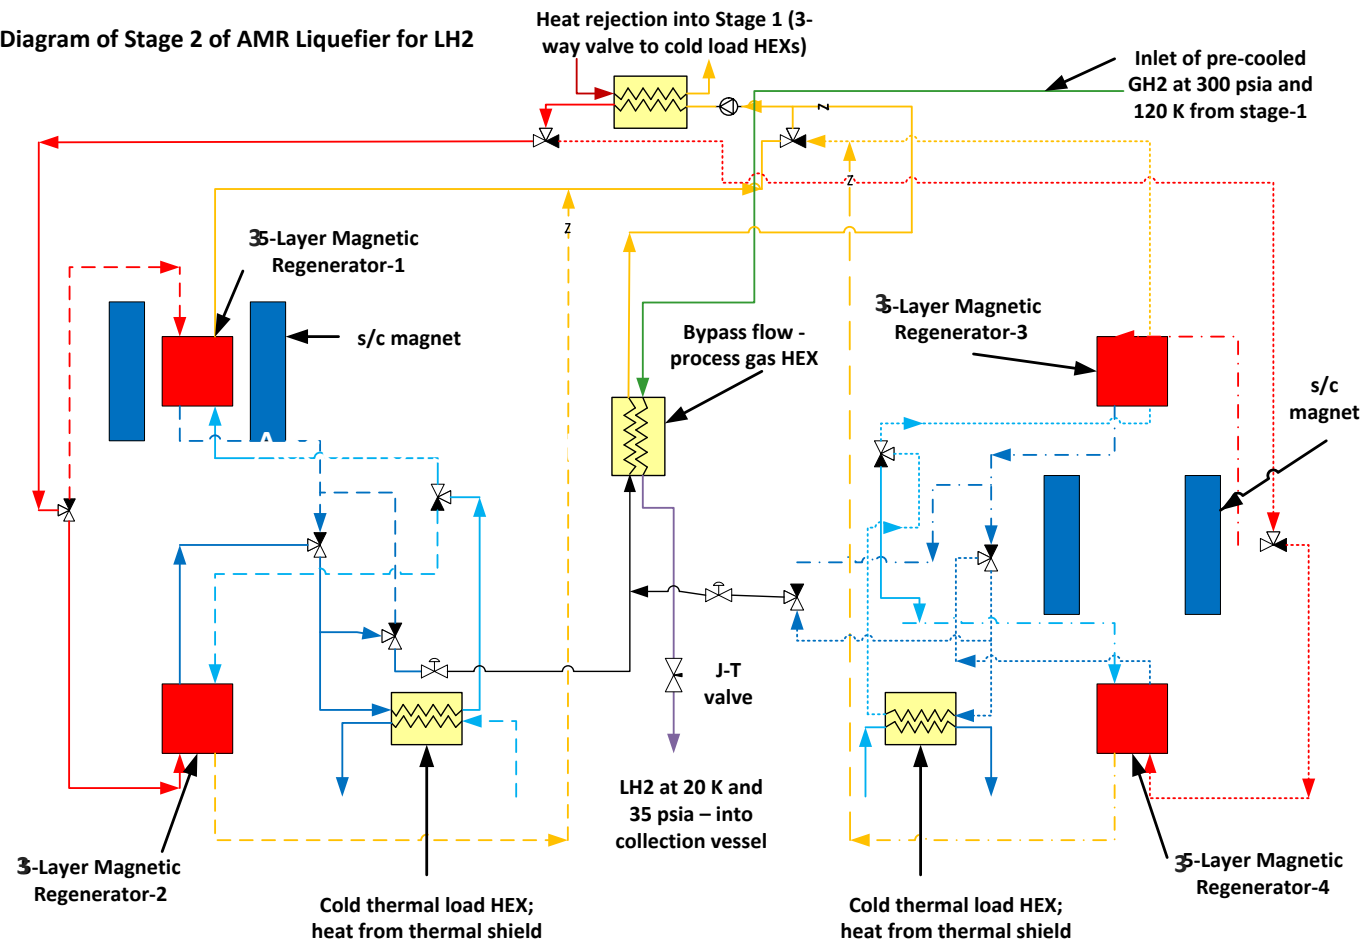 Diagram of Stage 2 of AMR Liquefier for LH2
Heat rejection into Stage 1 (3-
way valve to cold load HEXs)
Inlet of pre-cooled
GH2 at 300 psia and
120 K from stage-1
Z
Z
Z
35-Layer Magnetic
Regenerator-1
s/c magnet
Bypass flow -
process gas HEX
35-Layer Magnetic
Regenerator-3
s/c
magnet
A
J-T
valve
LH2 at 20 K and
35 psia – into
collection vessel
35-Layer Magnetic
Regenerator-2
Cold thermal load HEX;
heat from thermal shield
Cold thermal load HEX;
heat from thermal shield
35-Layer Magnetic
Regenerator-4